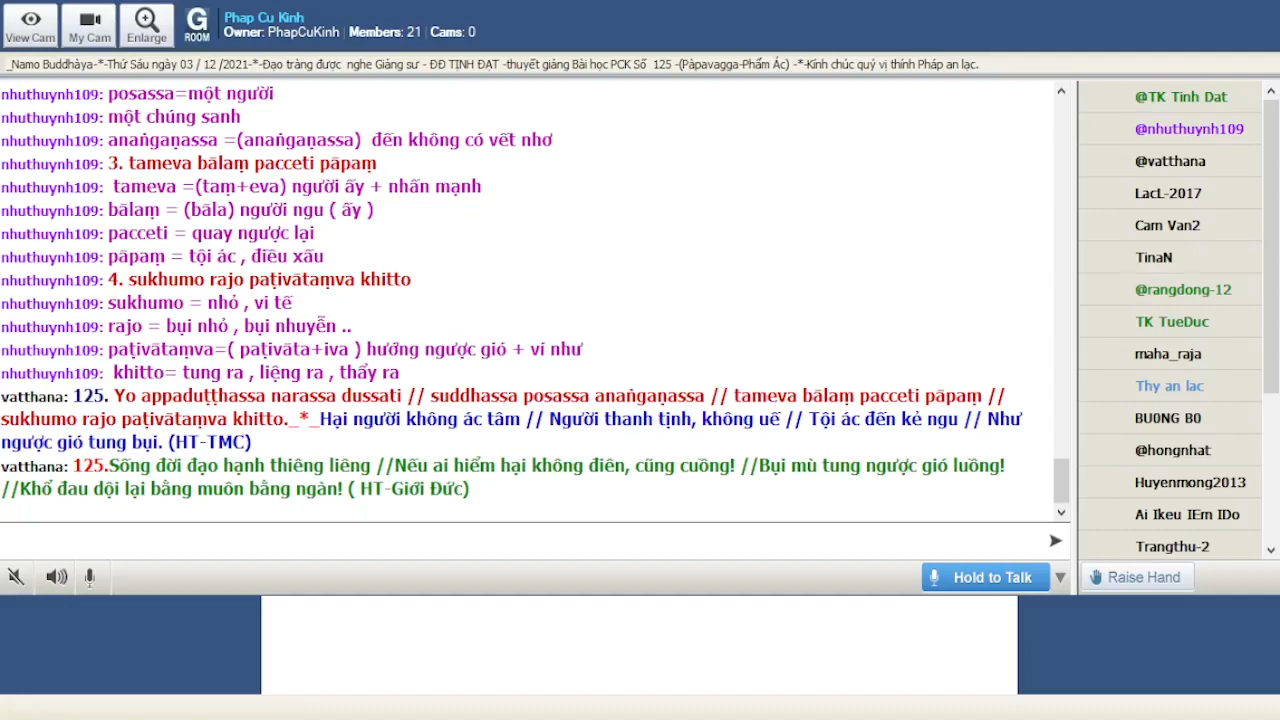 View Cam
My Cam
Enlarge
G
ROOM
Phap Cu Kinh
Owner: PhapCuKinh | Members: 21 | Cams: 0
_Namo Buddhàya-*-Thứ Sáu ngày 03 / 12 /2021-*-Đạo tràng được nghe Giảng sư - ĐĐ TỊNH ĐẠT -thuyết giảng Bài học PCK Số 125 -(Pàpavagga-Phẩm Ác) -*-Kính chúc quý vị thính Pháp an lạc.
nhuthuynh109: posassa=một người
nhuthuynh109: một chúng sanh
nhuthuynh109: anaṅgaṇassa =(anaṅgaṇassa) đến không có vết nhơ
nhuthuynh109: 3. tameva bālaṃ pacceti pāpaṃ
nhuthuynh109: tameva =(taṃ+eva) người ấy + nhấn mạnh
nhuthuynh109: bālaṃ = (bāla) người ngu ( ấy )
nhuthuynh109: pacceti = quay ngược lại
nhuthuynh109: pāpaṃ = tội ác , điều xấu
nhuthuynh109: 4. sukhumo rajo paṭivātaṃva khitto
nhuthuynh109: sukhumo = nhỏ , vi tế
nhuthuynh109: rajo = bụi nhỏ , bụi nhuyễn ..
nhuthuynh109: paṭivātaṃva=( paṭivāta+iva ) hướng ngược gió + ví như
nhuthuynh109: khitto= tung ra , liệng ra , thẩy ra
vatthana: 125. Yo appaduṭṭhassa narassa dussati // suddhassa posassa anaṅgaṇassa // tameva bālaṃ pacceti pāpaṃ //
sukhumo rajo paṭivātaṃva khitto._*_Hại người không ác tâm // Người thanh tịnh, không uế // Tội ác đến kẻ ngu // Như
ngược gió tung bụi. (HT-TMC)
vatthana: 125.Sống đời đạo hạnh thiêng liêng //Nếu ai hiểm hại không điên, cũng cuồng! //Bụi mù tung ngược gió luồng!
//Khổ đau dội lại bằng muôn bằng ngàn! ( HT-Giới Đức)
@TK Tinh Dat
@nhuthuynh109
@vatthana
LacL-2017
Cam Van2
TinaN
@rangdong-12
TK TueDuc
maha_raja
Thy an lac
BU0NG B0
@hongnhat
Huyenmong2013
Ai Ikeu IEm IDo
Trangthu-2
Hold to Talk
Raise Hand